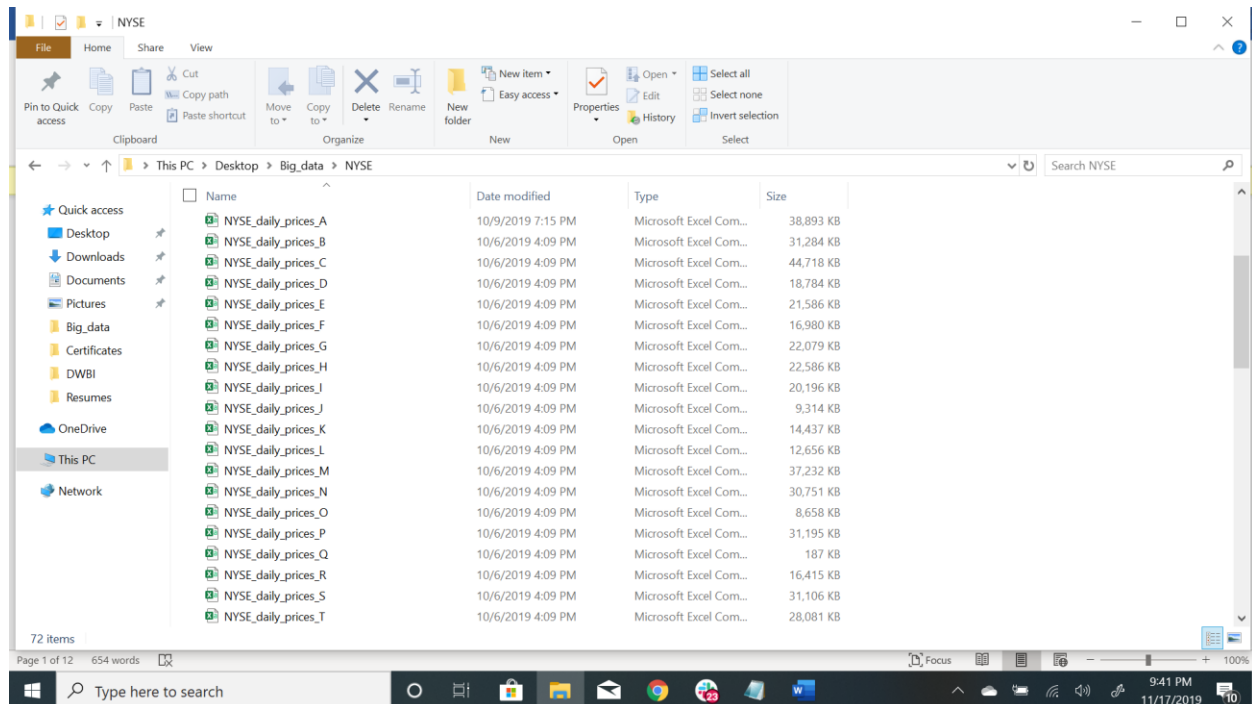 NYSE
File Home Share View
Pin to Quick access
Copy
Paste
Cut
Copy path
Paste shortcut
Clipboard
Move to
Copy to
Delete
Rename
Organize
New folder
New item
Easy access
New
Properties
Open
Edit
History
Open
Select all
Select none
Invert selection
Select
This PC > Desktop > Big_data > NYSE
Search NYSE
Quick access
Desktop
Downloads
Documents
Pictures
Big_data
Certificates
DWBI
Resumes
OneDrive
This PC
Network
Name Date modified Type Size
NYSE_daily_prices_A 10/9/2019 7:15 PM Microsoft Excel Com... 38,893 KB
NYSE_daily_prices_B 10/6/2019 4:09 PM Microsoft Excel Com... 31,284 KB
NYSE_daily_prices_C 10/6/2019 4:09 PM Microsoft Excel Com... 44,718 KB
NYSE_daily_prices_D 10/6/2019 4:09 PM Microsoft Excel Com... 18,784 KB
NYSE_daily_prices_E 10/6/2019 4:09 PM Microsoft Excel Com... 21,586 KB
NYSE_daily_prices_F 10/6/2019 4:09 PM Microsoft Excel Com... 16,980 KB
NYSE_daily_prices_G 10/6/2019 4:09 PM Microsoft Excel Com... 22,079 KB
NYSE_daily_prices_H 10/6/2019 4:09 PM Microsoft Excel Com... 22,586 KB
NYSE_daily_prices_I 10/6/2019 4:09 PM Microsoft Excel Com... 20,196 KB
NYSE_daily_prices_J 10/6/2019 4:09 PM Microsoft Excel Com... 9,314 KB
NYSE_daily_prices_K 10/6/2019 4:09 PM Microsoft Excel Com... 14,437 KB
NYSE_daily_prices_L 10/6/2019 4:09 PM Microsoft Excel Com... 12,656 KB
NYSE_daily_prices_M 10/6/2019 4:09 PM Microsoft Excel Com... 37,232 KB
NYSE_daily_prices_N 10/6/2019 4:09 PM Microsoft Excel Com... 30,751 KB
NYSE_daily_prices_O 10/6/2019 4:09 PM Microsoft Excel Com... 8,658 KB
NYSE_daily_prices_P 10/6/2019 4:09 PM Microsoft Excel Com... 31,195 KB
NYSE_daily_prices_Q 10/6/2019 4:09 PM Microsoft Excel Com... 187 KB
NYSE_daily_prices_R 10/6/2019 4:09 PM Microsoft Excel Com... 16,415 KB
NYSE_daily_prices_S 10/6/2019 4:09 PM Microsoft Excel Com... 31,106 KB
NYSE_daily_prices_T 10/6/2019 4:09 PM Microsoft Excel Com... 28,081 KB
72 items
Page 1 of 12 654 words Focus 100%
Type here to search
23
9:41 PM
11/17/2019
10